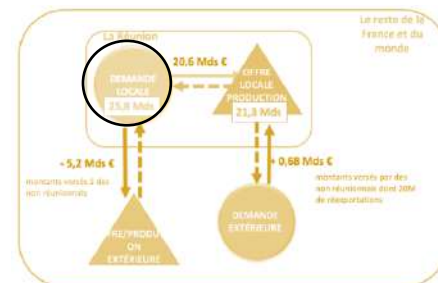 Le reste de la
France et du
monde
La Réunion
20,6 Mds €
DEMANDE
LOCALE
25,8 Mds
OFFRE
LOCALE
PRODUCTION
21,3 Mds
- 5,2 Mds €
montants versés à des
non réunionnais
+ 0,68 Mds €
montants versés par des
non réunionnais dont 20M
de réexportations
DEMANDE
EXTÉRIEURE
RE/PRODU
ON
EXTÉRIEURE